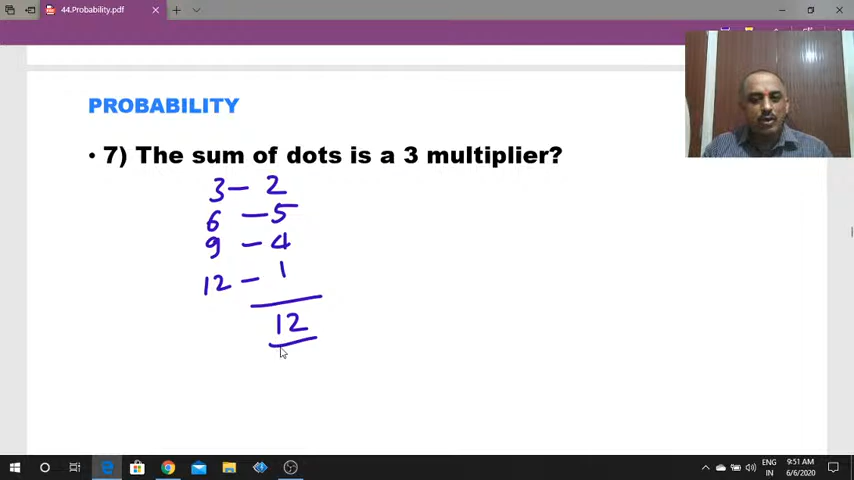 44.Probability.pdf
PROBABILITY
• 7) The sum of dots is a 3 multiplier?
3 — 2
6 — 5
9 — 4
12 — 1
12
ENG
IN
9:51 AM
6/6/2020